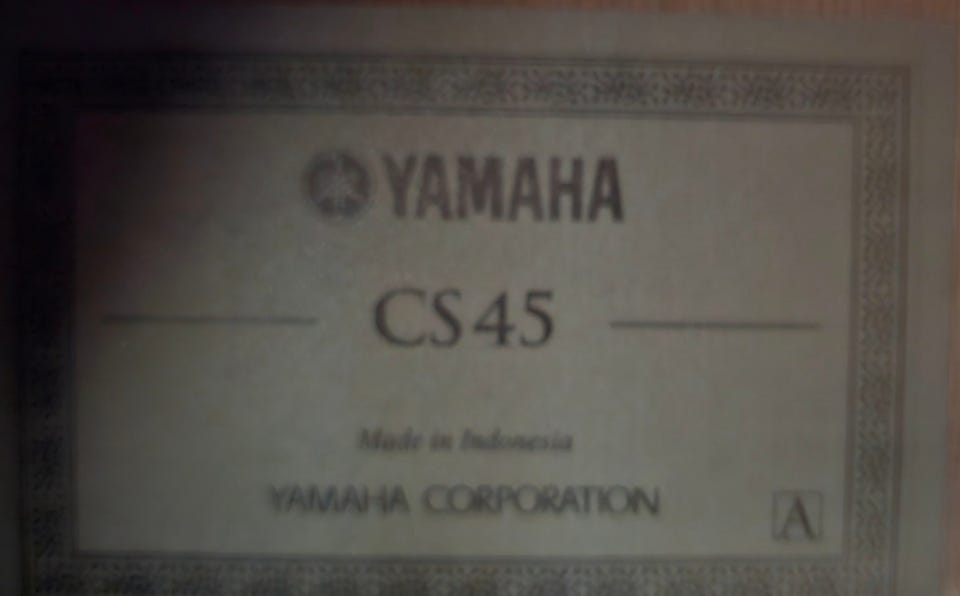 YAMAHA
CS45
Made in Indonesia
YAMAHA CORPORATION
A